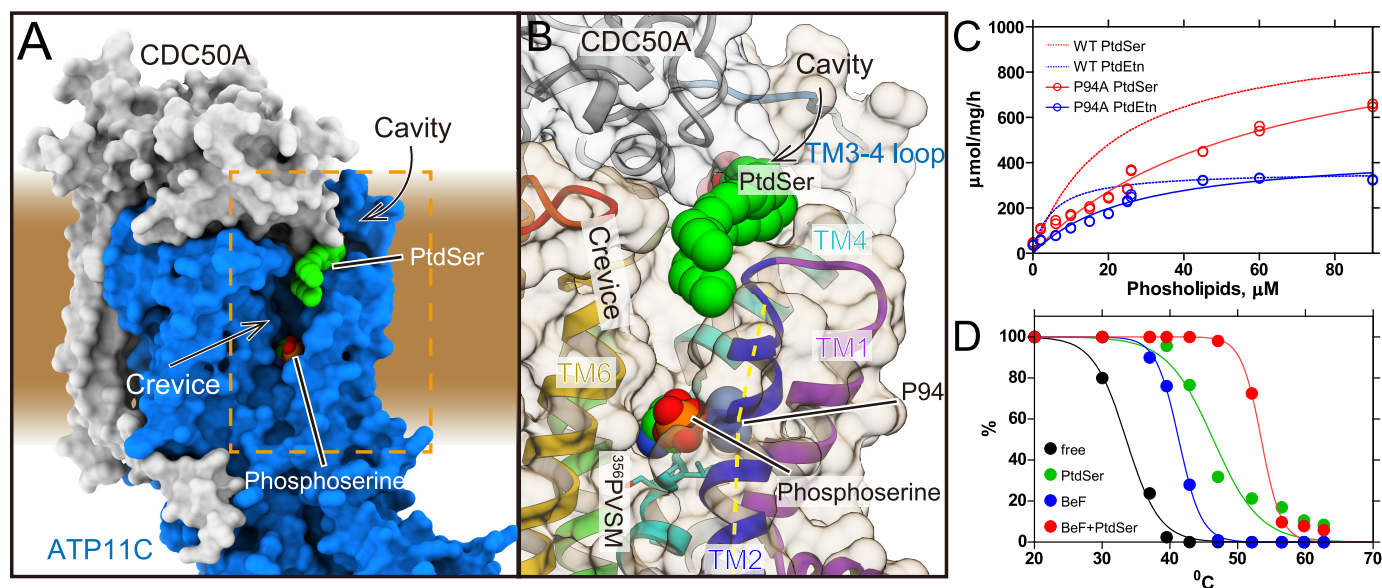 A
CDC50A
Cavity
PtdSer
Crevice
Phosphoserine
ATP11C
B
CDC50A
Cavity
TM3-4 loop
PtdSer
Crevice
TM4
TM1
TM6
P94
356PVSIM
Phosphoserine
TM2
C
1000
800
600
400
200
0
μmol/mg/h
WT PtdSer
WT PtdEtn
P94A PtdSer
P94A PtdEtn
0 20 40 60 80
Phosholipids, μM
D
100
80
60
40
20
0
%
free
PtdSer
BeF
BeF+PtdSer
20 30 40 50 60 70
0C